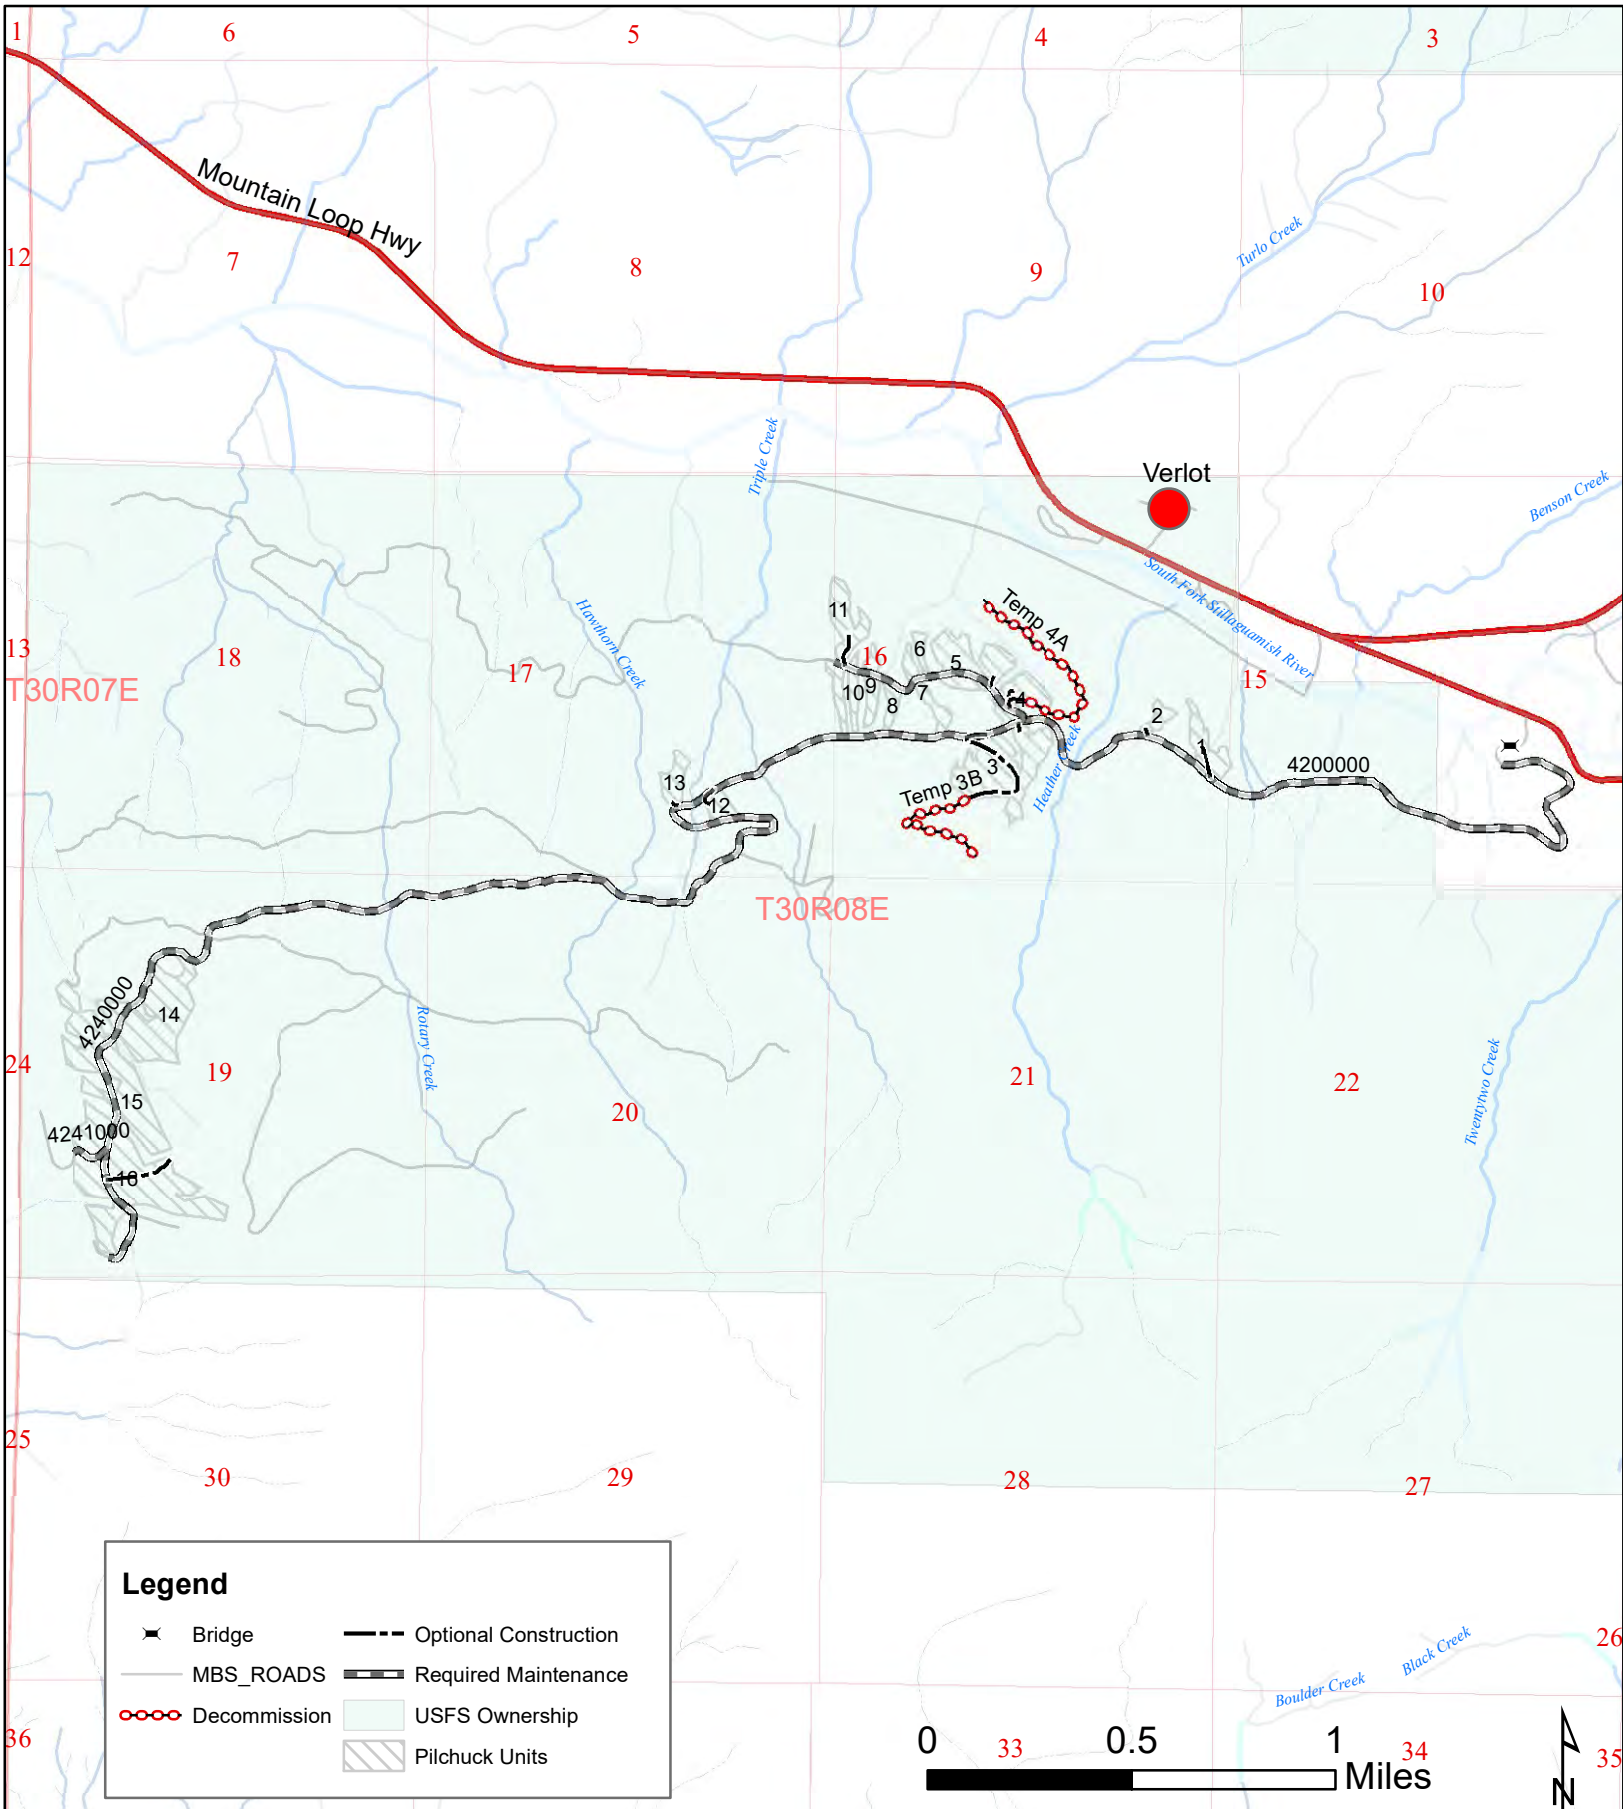 1
6
5
4
3
Mountain Loop Hwy
12
7
8
9
10
Turlo Creek
Triple Creek
Verlot
Benson Creek
South Fork Stillaguamish River
Hawthorn Creek
13
18
17
11
16
6
5
Temp 4A
15
T30R07E
10
9
8
7
4
2
1
4200000
Heather Creek
13
12
3
Temp 3B
T30R08E
4240000
14
Rotary Creek
24
19
20
21
22
Twentytwo Creek
15
4241000
16
25
30
29
28
27
Legend
Bridge
Optional Construction
MBS_ROADS
Required Maintenance
Decommission
USFS Ownership
Pilchuck Units
26
Black Creek
Boulder Creek
36
33
34
35
0 0.5 1
Miles
N